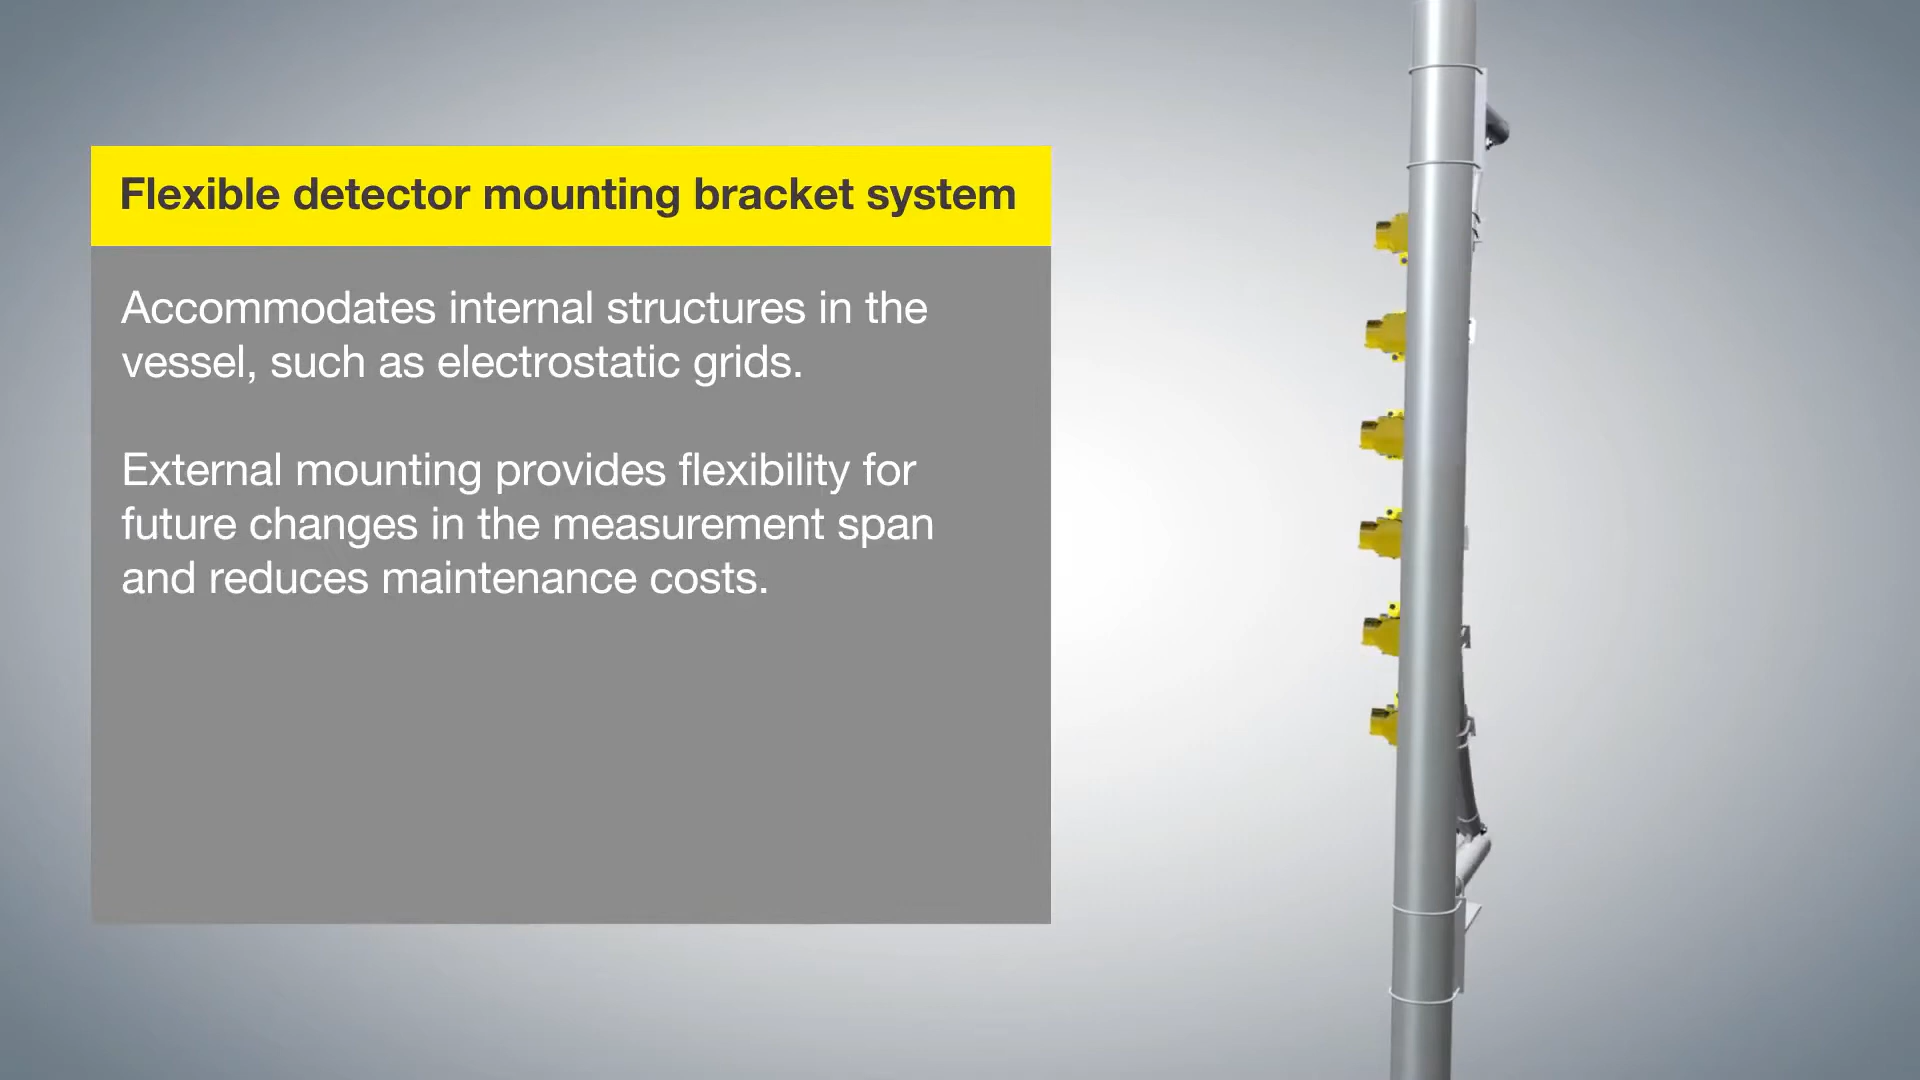 Flexible detector mounting bracket system
Accommodates internal structures in the
vessel, such as electrostatic grids.
External mounting provides flexibility for
future changes in the measurement span
and reduces maintenance costs.